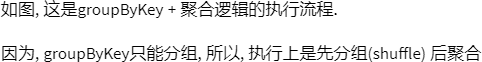 如图, 这是groupByKey + 聚合逻辑的执行流程.
因为, groupByKey只能分组, 所以, 执行上是先分组(shuffle) 后聚合